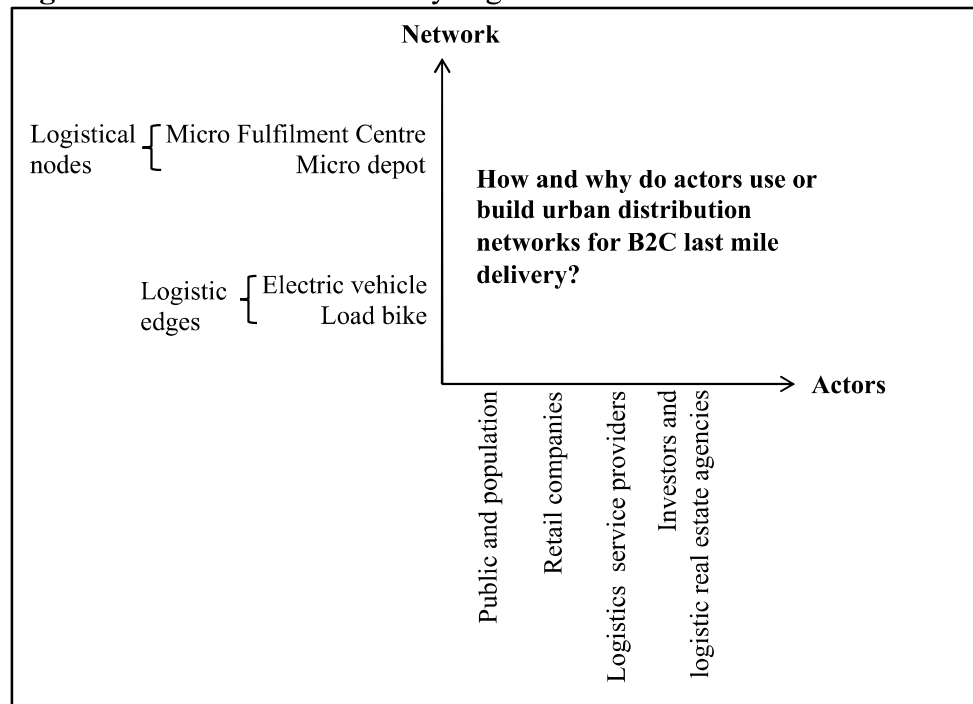 Network
Logistical
nodes
Micro Fulfilment Centre
Micro depot
How and why do actors use or
build urban distribution
networks for B2C last mile
delivery?
Logistic
edges
Electric vehicle
Load bike
Actors
Public and population
Retail companies
Logistics service providers
Investors and
logistic real estate agencies